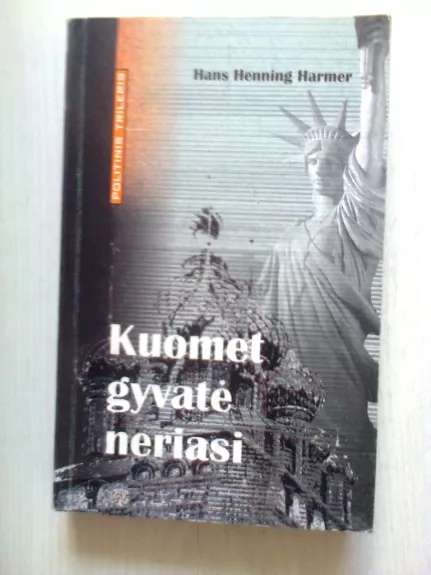 Hans Henning Harmer
POLITINIS TRILERIS
Kuomet
gyvatė
neriasi